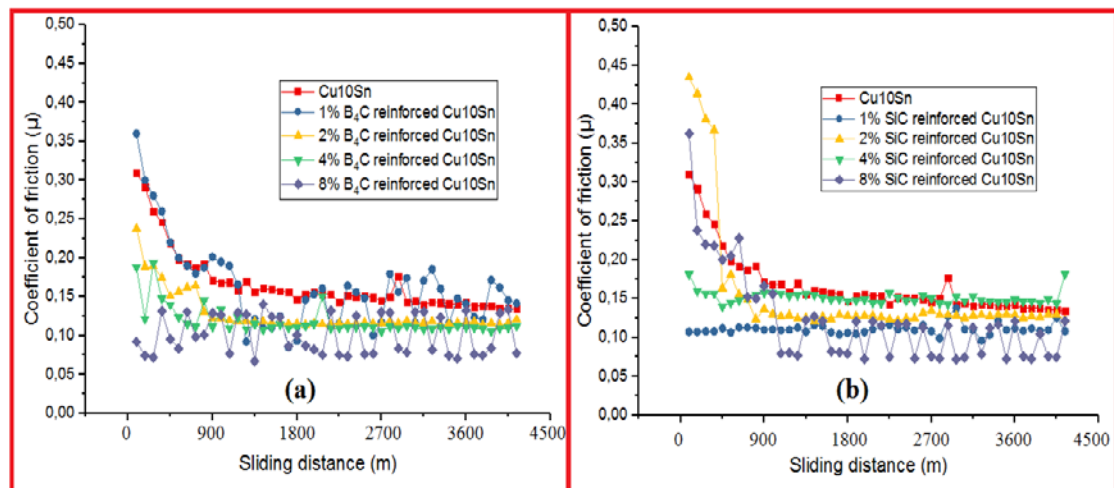 0,50
0,45
0,40
0,35
0,30
0,25
0,20
0,15
0,10
0,05
0,00
Coefficient of friction (μ)
Cu10Sn
1% B₄C reinforced Cu10Sn
2% B₄C reinforced Cu10Sn
4% B₄C reinforced Cu10Sn
8% B₄C reinforced Cu10Sn
(a)
0 900 1800 2700 3600 4500
Sliding distance (m)
0,50
0,45
0,40
0,35
0,30
0,25
0,20
0,15
0,10
0,05
0,00
Coefficient of friction (μ)
Cu10Sn
1% SiC reinforced Cu10Sn
2% SiC reinforced Cu10Sn
4% SiC reinforced Cu10Sn
8% SiC reinforced Cu10Sn
(b)
0 900 1800 2700 3600 4500
Sliding distance (m)